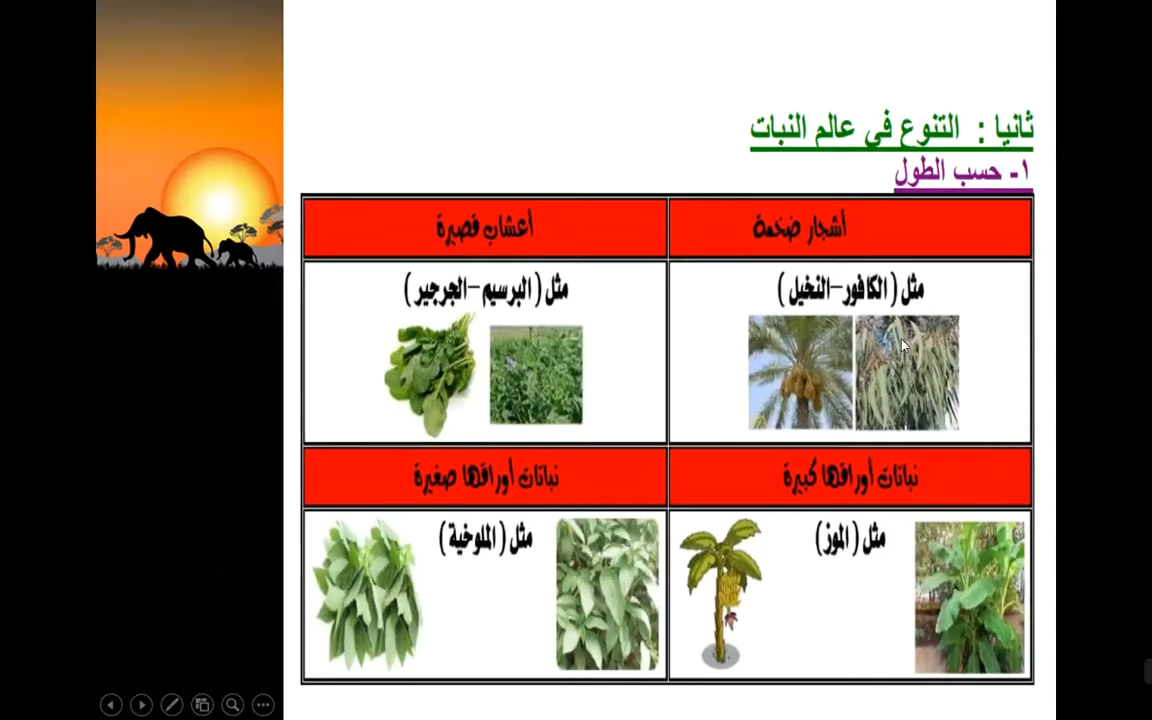 ثانيا : التنوع في عالم النبات
١- حسب الطول
أشجار ضخمة
أعشاب قصيرة
مثل ( الكافور-النخيل )
مثل ( البرسيم-الجرجير )
نباتات أوراقها كبيرة
نباتات أوراقها صغيرة
مثل ( الموز)
مثل ( الملوخية )